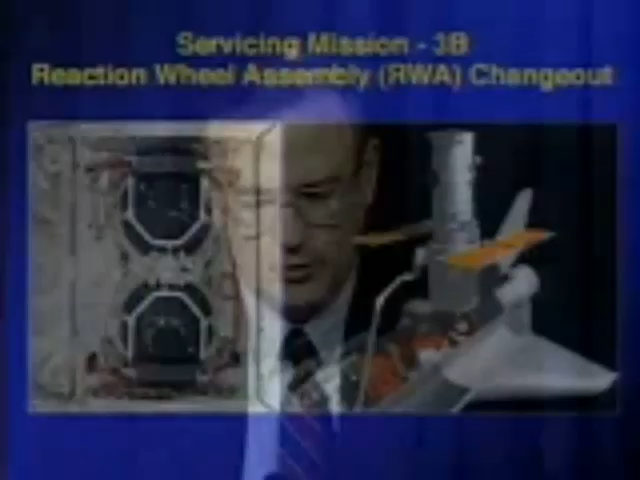 Servicing Mission - 3B
Reaction Wheel Assembly (RWA) Changeout